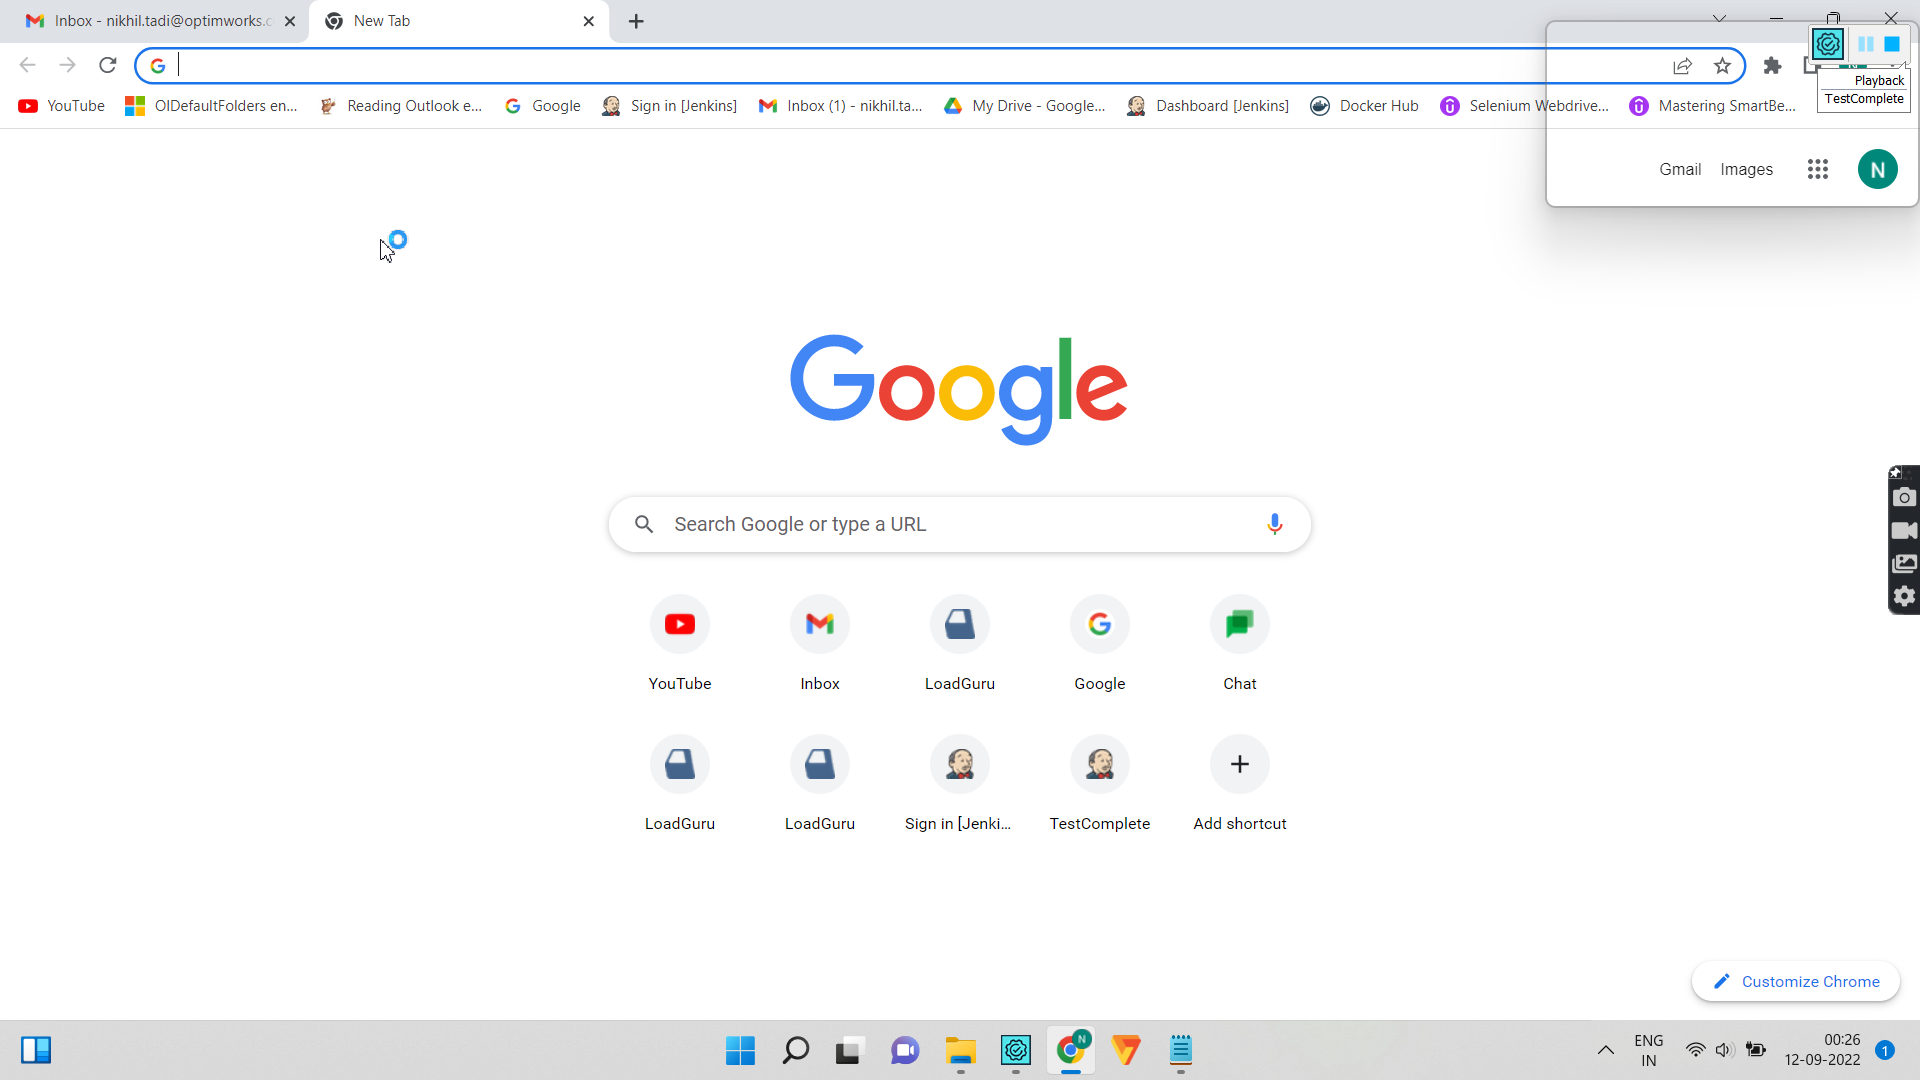 Inbox - nikhil.tadi@optimworks.c
New Tab
Playback
TestComplete
YouTube
OlDefaultFolders en...
Reading Outlook e...
Google
Sign in [Jenkins]
Inbox (1) - nikhil.ta...
My Drive - Google...
Dashboard [Jenkins]
Docker Hub
Selenium Webdrive...
Mastering SmartBe...
Gmail
Images
N
Google
Search Google or type a URL
YouTube
Inbox
LoadGuru
Google
Chat
LoadGuru
LoadGuru
Sign in [Jenki...
TestComplete
Add shortcut
Customize Chrome
N
ENG
IN
00:26
12-09-2022
1